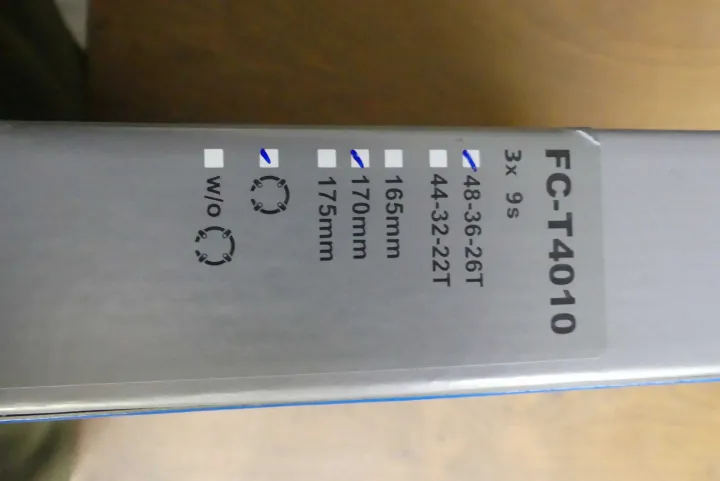 FC-T4010
3x 9s
48-36-26T
44-32-22T
165mm
170mm
175mm
w/o